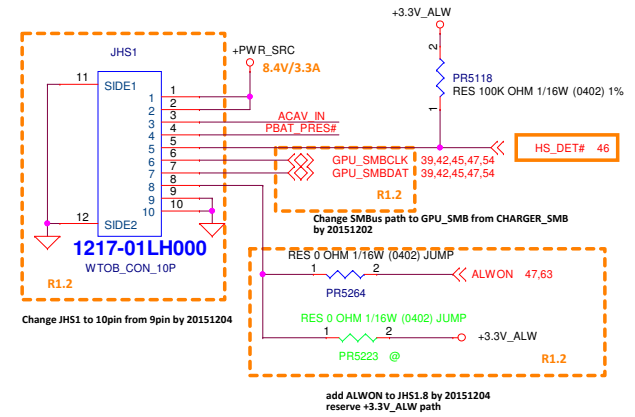 +3.3V_ALW
2
PR5118
RES 100K OHM 1/16W (0402) 1%
1
JHS1
+PWR_SRC
8.4V/3.3A
11
SIDE1
1
1
2
2
3
3
ACAV_IN
4
4
PBAT_PRES#
5
5
HS_DET# 46
6
6
GPU_SMBCLK 39,42,45,47,54
7
7
GPU_SMBDAT 39,42,45,47,54
8
8
9
9
10
10
R1.2
12
SIDE2
1217-01LH000
WTOB_CON_10P
R1.2
Change SMBus path to GPU_SMB from CHARGER_SMB
by 20151202
Change JHS1 to 10pin from 9pin by 20151204
RES 0 OHM 1/16W (0402) JUMP
1
2
ALWON 47,63
PR5264
RES 0 OHM 1/16W (0402) JUMP
1
2
+3.3V_ALW
PR5223 @
R1.2
add ALWON to JHS1.8 by 20151204
reserve +3.3V_ALW path